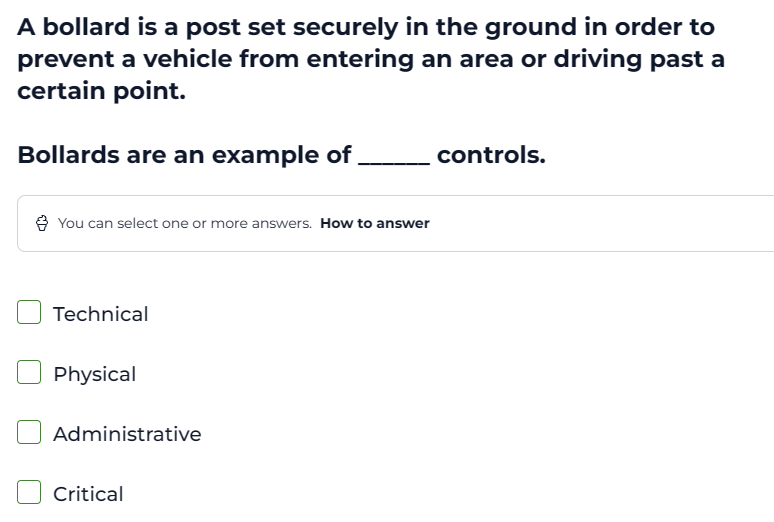 A bollard is a post set securely in the ground in order to
prevent a vehicle from entering an area or driving past a
certain point.
Bollards are an example of ______ controls.
You can select one or more answers. How to answer
Technical
Physical
Administrative
Critical